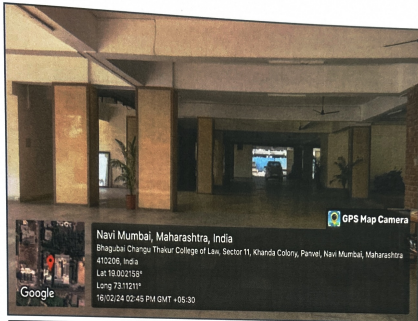 GPS Map Camera
Navi Mumbai, Maharashtra, India
Bhagubai Changu Thakur College of Law, Sector 11, Khanda Colony, Panvel, Navi Mumbai, Maharashtra
410206, India
Lat 19.002159°
Long 73.11211°
16/02/24 02:45 PM GMT +05:30
Google